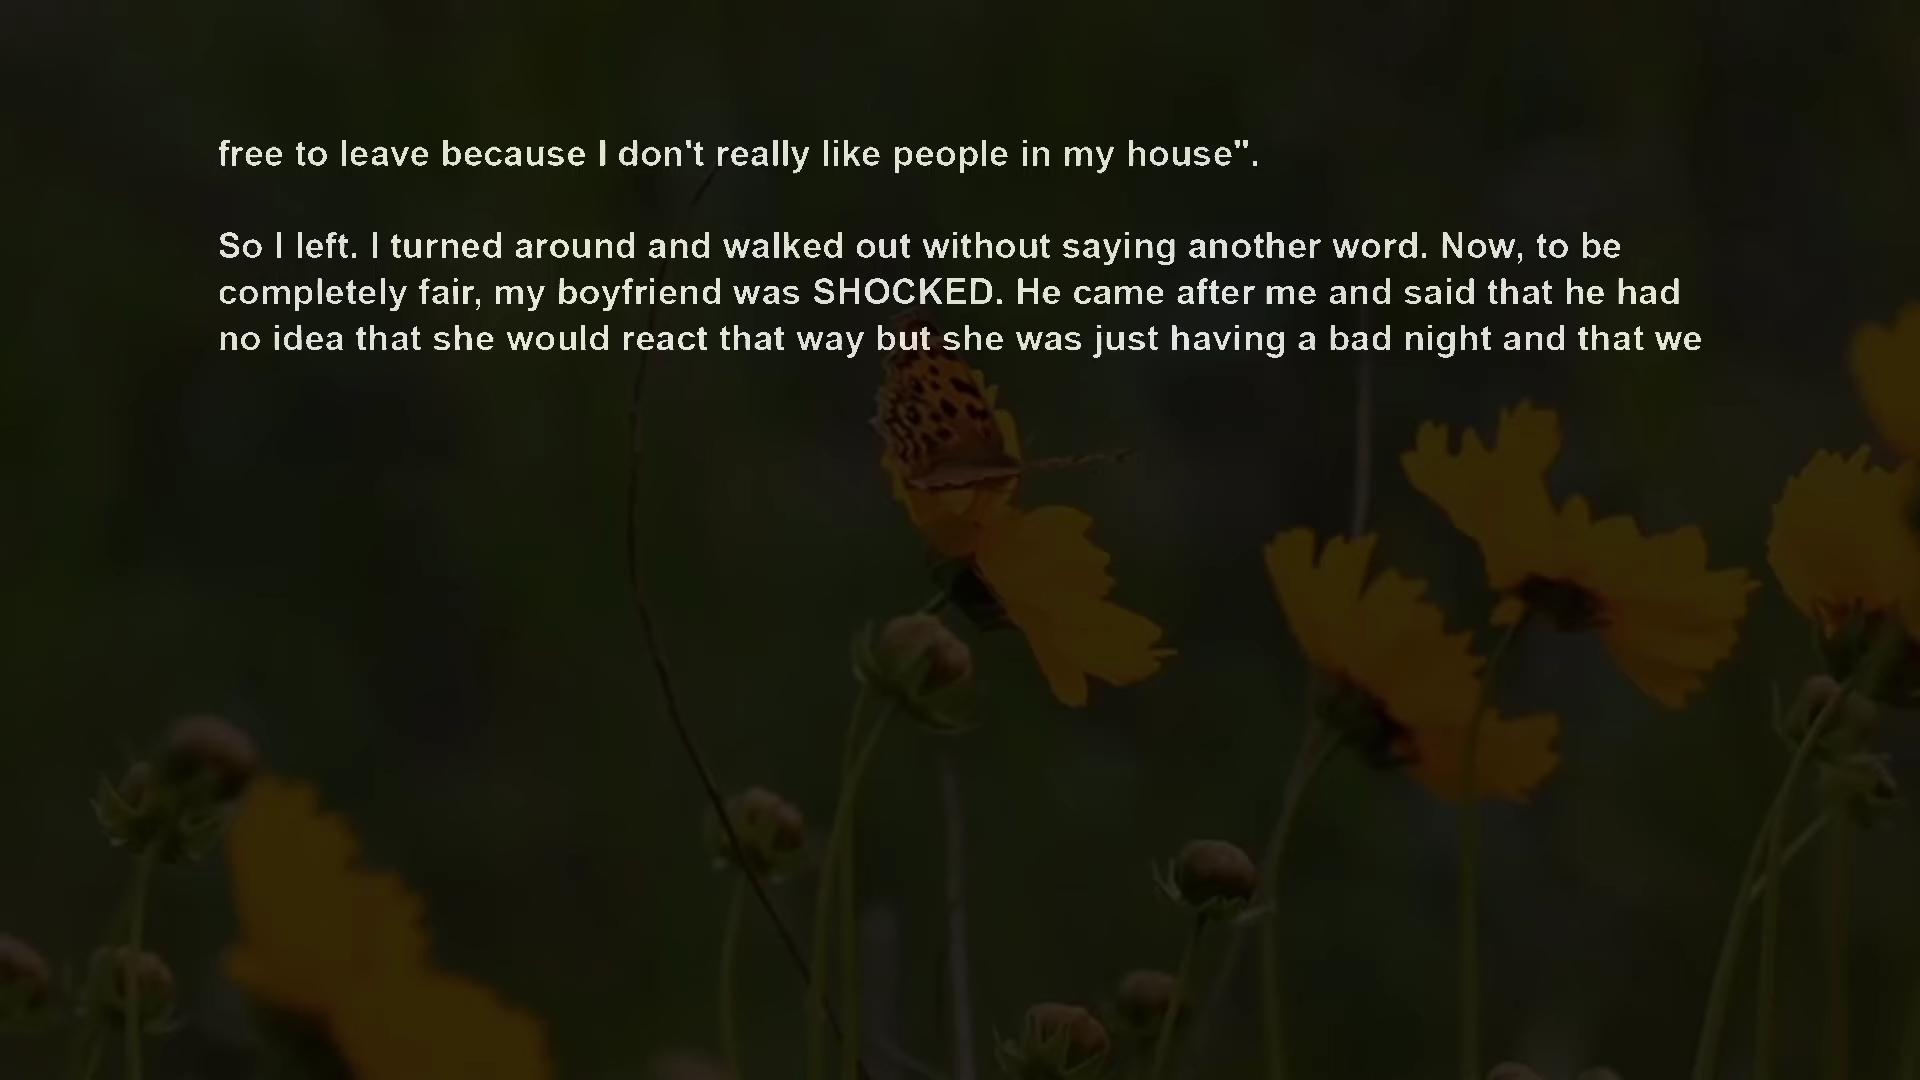 free to leave because I don't really like people in my house".
So I left. I turned around and walked out without saying another word. Now, to be
completely fair, my boyfriend was SHOCKED. He came after me and said that he had
no idea that she would react that way but she was just having a bad night and that we